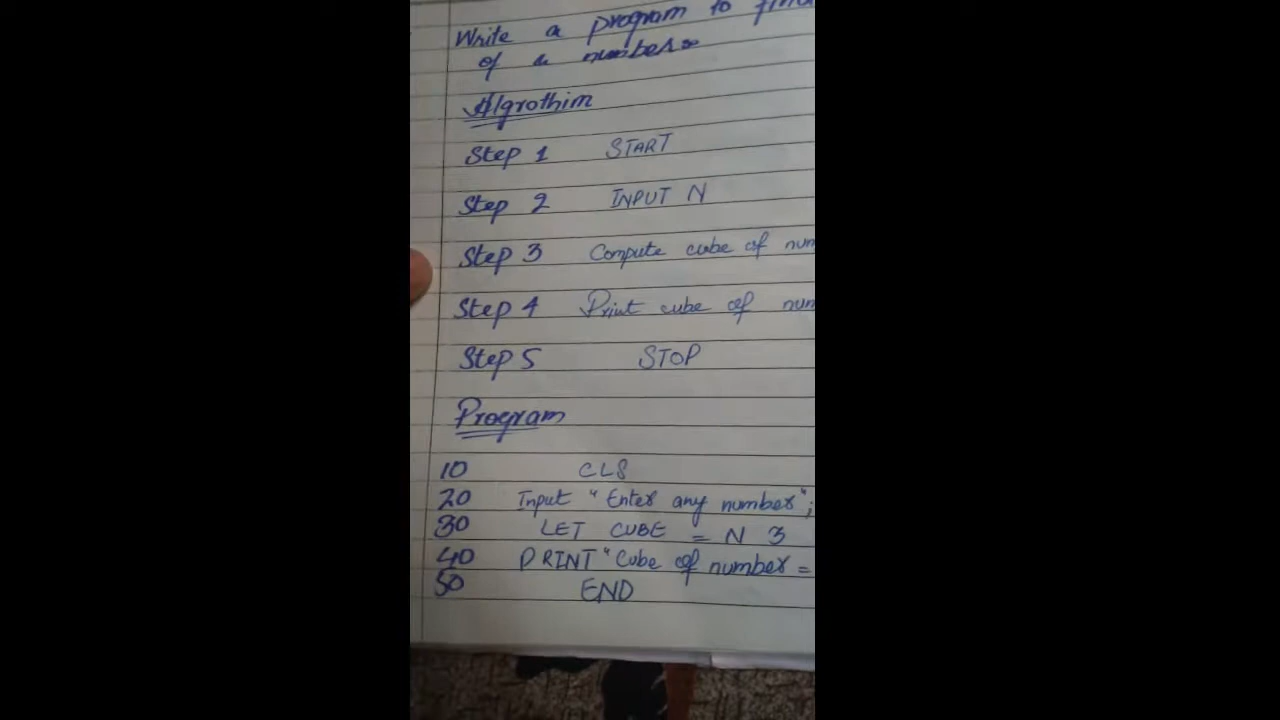 Write a program to find
of a number
Algrothim
Step 1 START
Step 2 INPUT N
Step 3 Compute cube of num
Step 4 Print cube of num
Step 5 STOP
Program
10 CLS
20 Input "Enter any number";
30 LET CUBE = N 3
40 PRINT "Cube of number =
50 END